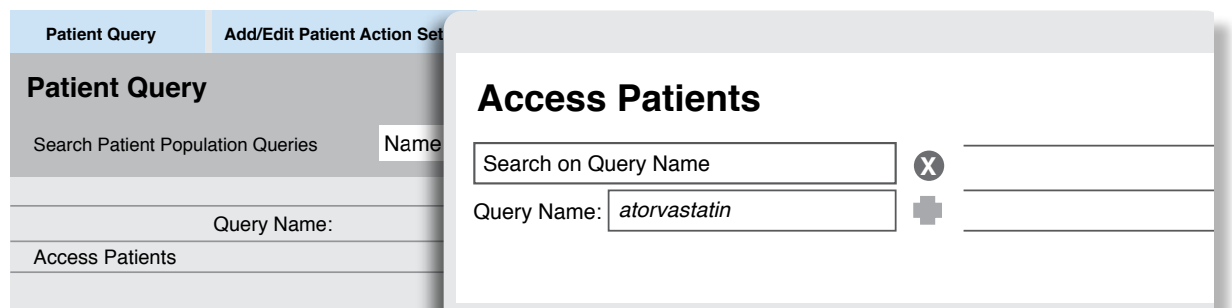 Patient Query
Add/Edit Patient Action Set
Patient Query
Search Patient Population Queries
Name
Query Name:
Access Patients
Access Patients
Search on Query Name
X
Query Name: atorvastatin